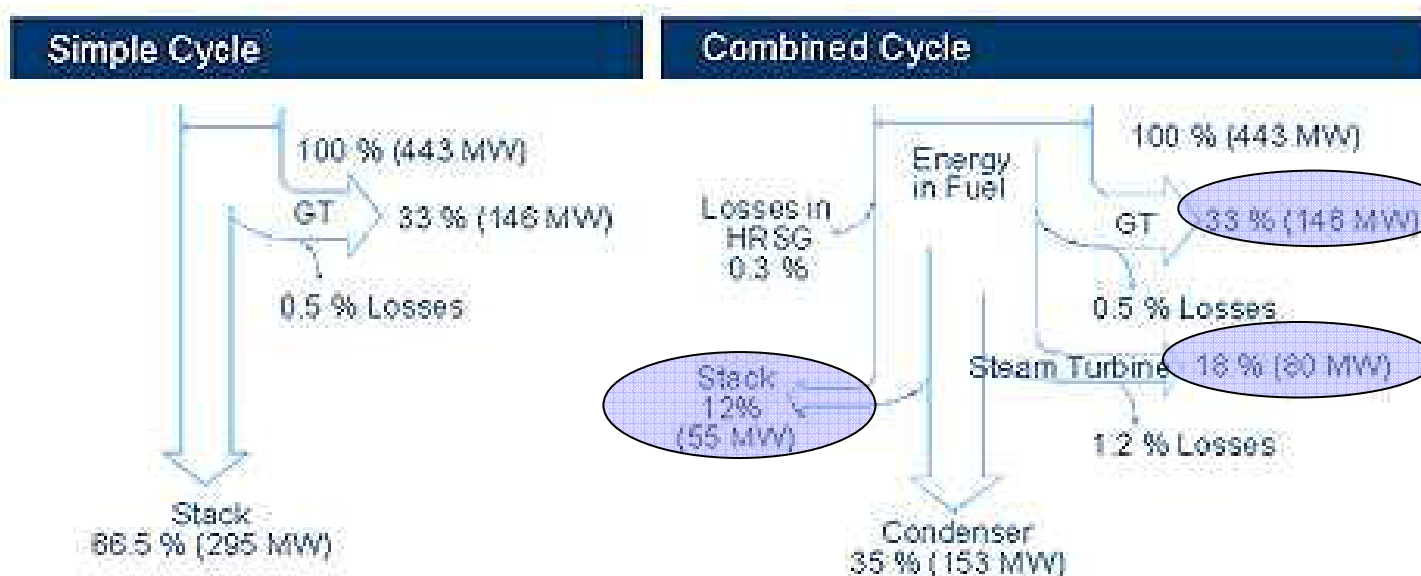 Simple Cycle
100 % (443 MW)
GT
33 % (146 MW)
0.5 % Losses
Stack
66.5 % (295 MW)
Combined Cycle
100 % (443 MW)
Energy
in Fuel
Losses in
HRSG
0.3 %
GT
33 % (146 MW)
0.5 % Losses
Steam Turbine
18 % (80 MW)
1.2 % Losses
Stack
12%
(55 MW)
Condenser
35 % (153 MW)